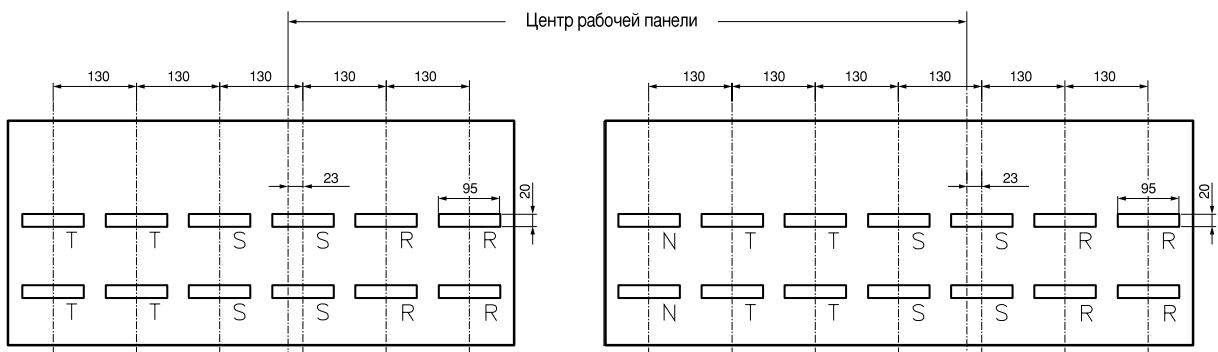 Центр рабочей панели
130 130 130 130 130 130 130 130 130 130 130
23 95 20 23 95 20
T T S S R R N T T S S R R
T T S S R R N T T S S R R